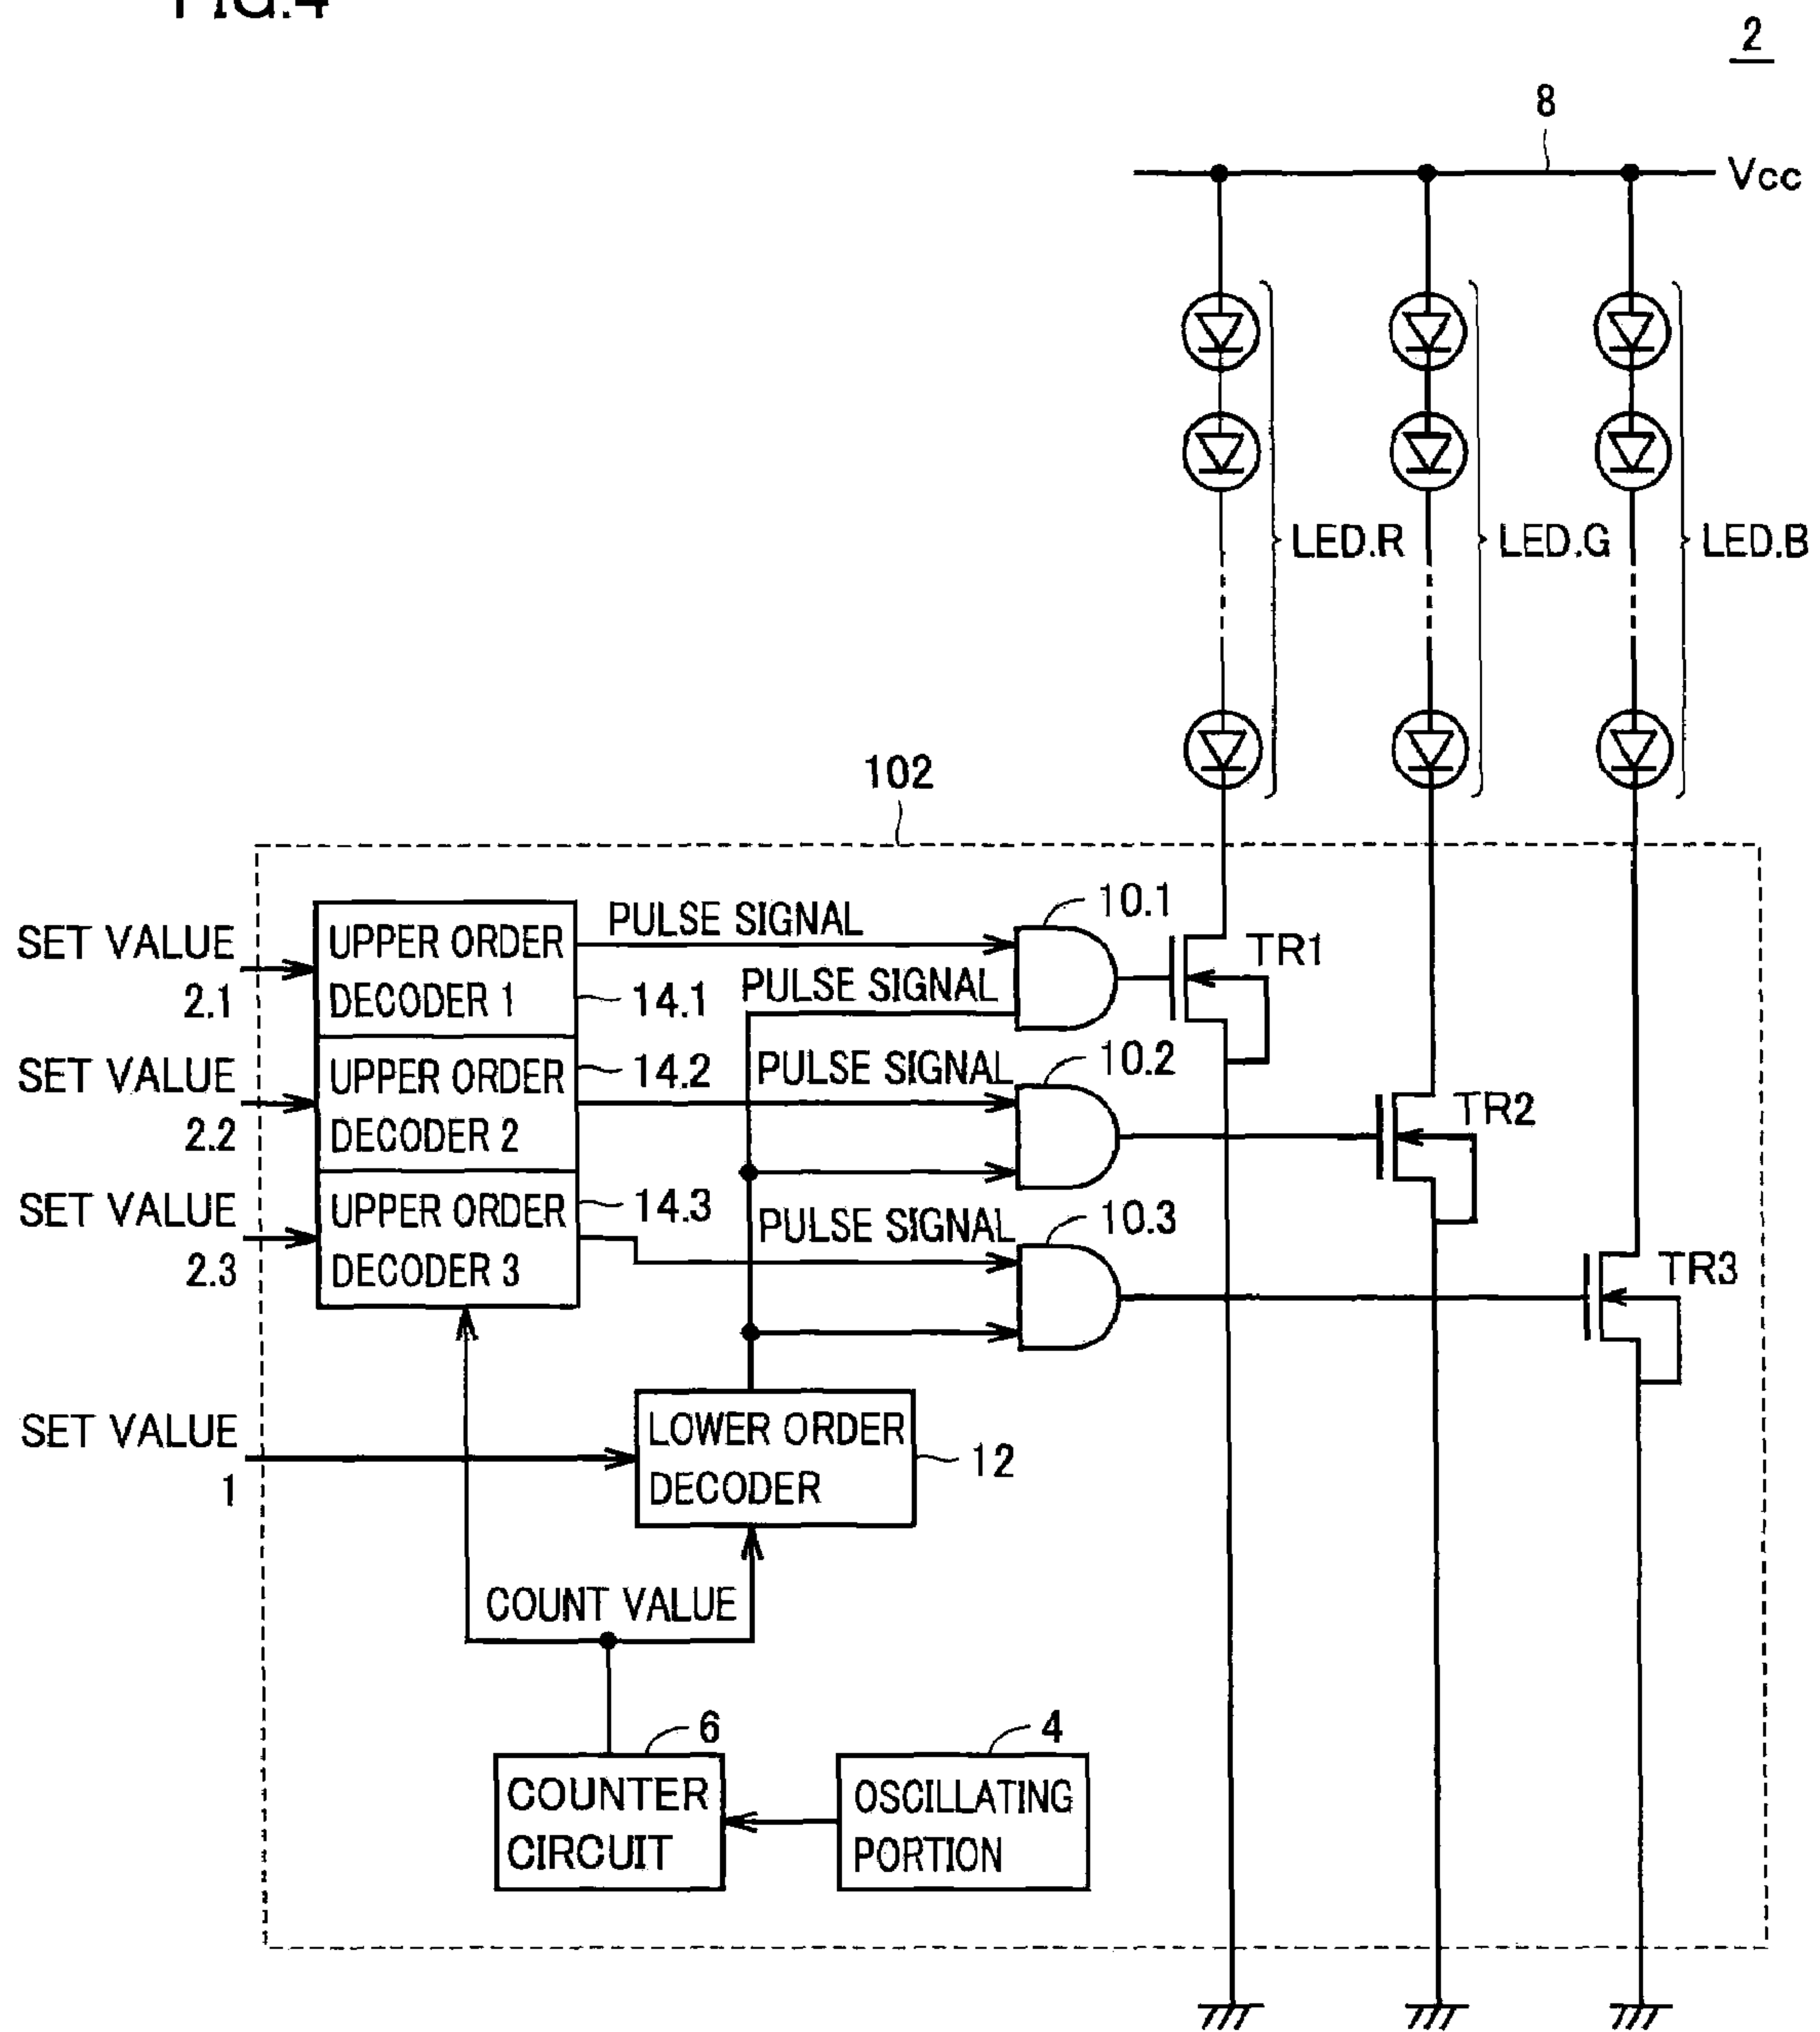 FIG.4
2
8
Vcc
LED.R
LED.G
LED.B
102
SET VALUE
2.1
UPPER ORDER
DECODER 1
14.1
PULSE SIGNAL
PULSE SIGNAL
10.1
TR1
SET VALUE
2.2
UPPER ORDER
DECODER 2
14.2
PULSE SIGNAL
10.2
TR2
SET VALUE
2.3
UPPER ORDER
DECODER 3
14.3
PULSE SIGNAL
10.3
TR3
SET VALUE
1
LOWER ORDER
DECODER
12
COUNT VALUE
6
COUNTER
CIRCUIT
4
OSCILLATING
PORTION